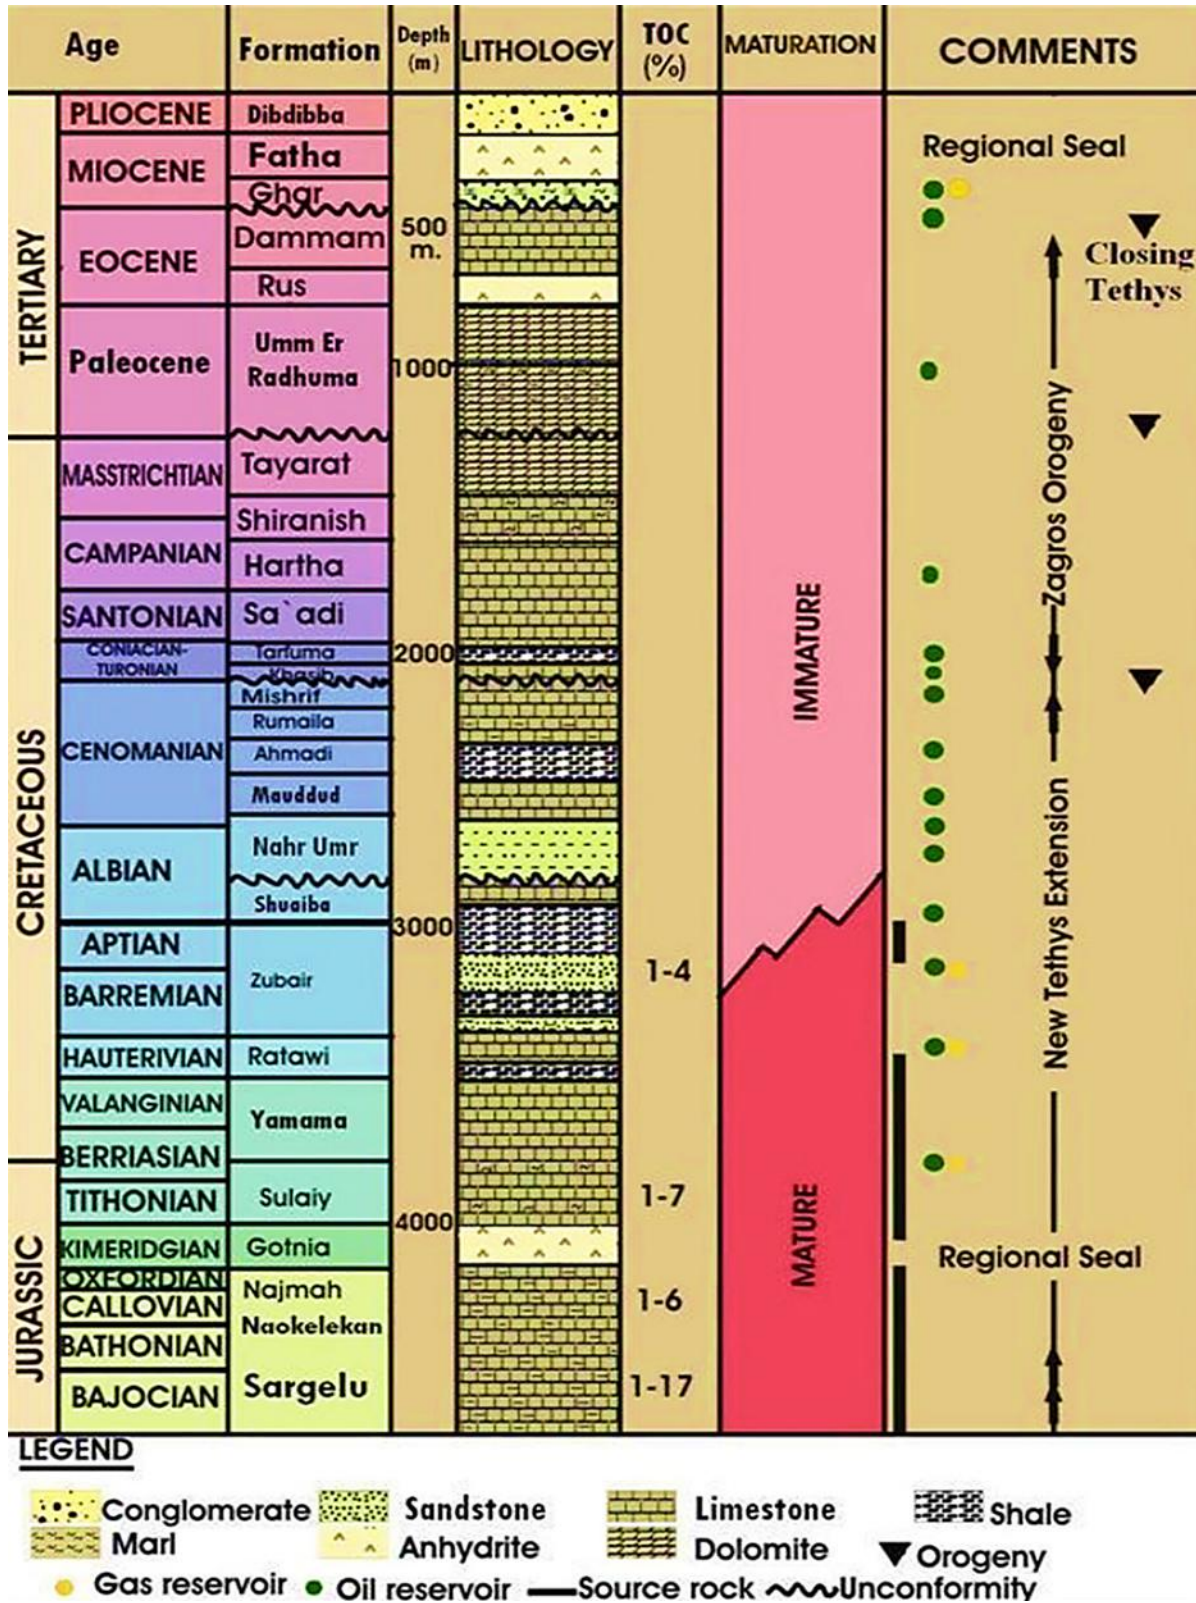 Age
Formation
Depth
(m)
LITHOLOGY
TOC
(%)
MATURATION
COMMENTS
TERTIARY
CRETACEOUS
JURASSIC
PLIOCENE
MIOCENE
EOCENE
Paleocene
MASSTRICHTIAN
CAMPANIAN
SANTONIAN
CONIACIAN-
TURONIAN
CENOMANIAN
ALBIAN
APTIAN
BARREMIAN
HAUTERIVIAN
VALANGINIAN
BERRIASIAN
TITHONIAN
KIMERIDGIAN
OXFORDIAN
CALLOVIAN
BATHONIAN
BAJOCIAN
Dibdibba
Fatha
Ghar
Dammam
Rus
Umm Er
Radhuma
Tayarat
Shiranish
Hartha
Sa`adi
Tarfuma
Khasib
Mishrif
Rumaila
Ahmadi
Mauddud
Nahr Umr
Shuaiba
Zubair
Ratawi
Yamama
Sulaiy
Gotnia
Najmah
Naokelekan
Sargelu
500
m.
1000
2000
3000
4000
1-4
1-7
1-6
1-17
IMMATURE
MATURE
Regional Seal
Closing
Tethys
Zagros Orogeny
New Tethys Extension
Regional Seal
LEGEND
Conglomerate
Sandstone
Limestone
Shale
Marl
Anhydrite
Dolomite
Orogeny
Gas reservoir
Oil reservoir
Source rock
Unconformity